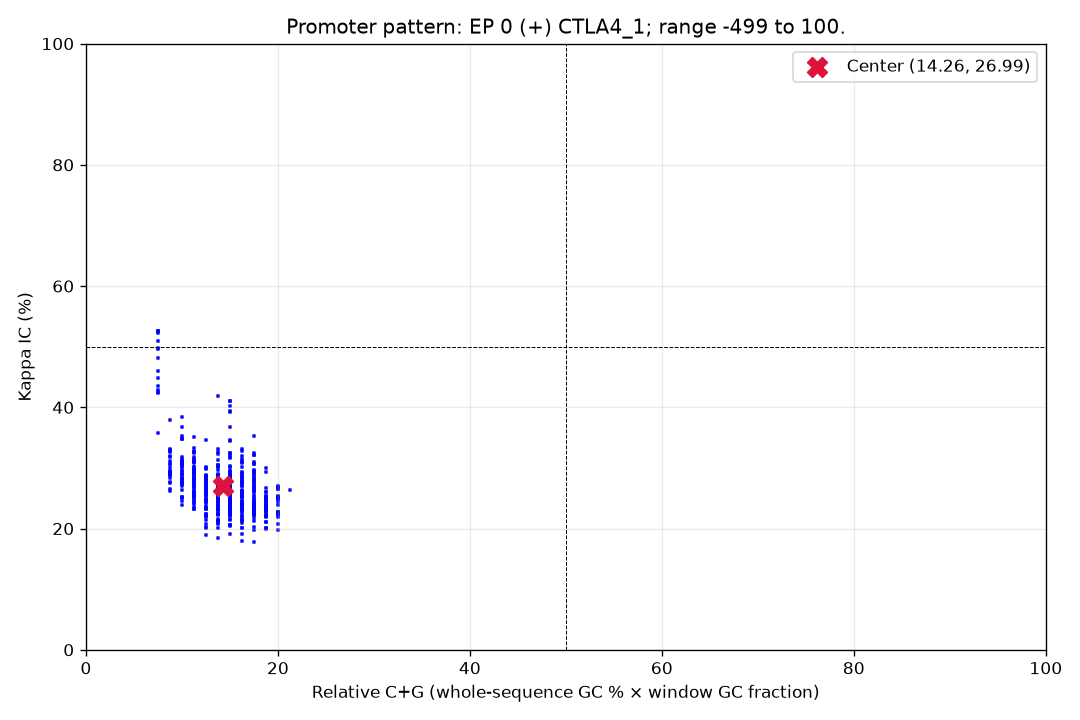 Promoter pattern: EP 0 (+) CTLA4_1; range -499 to 100.
Center (14.26, 26.99)
Kappa IC (%)
100
80
60
40
20
0
0 20 40 60 80 100
Relative C+G (whole-sequence GC % × window GC fraction)